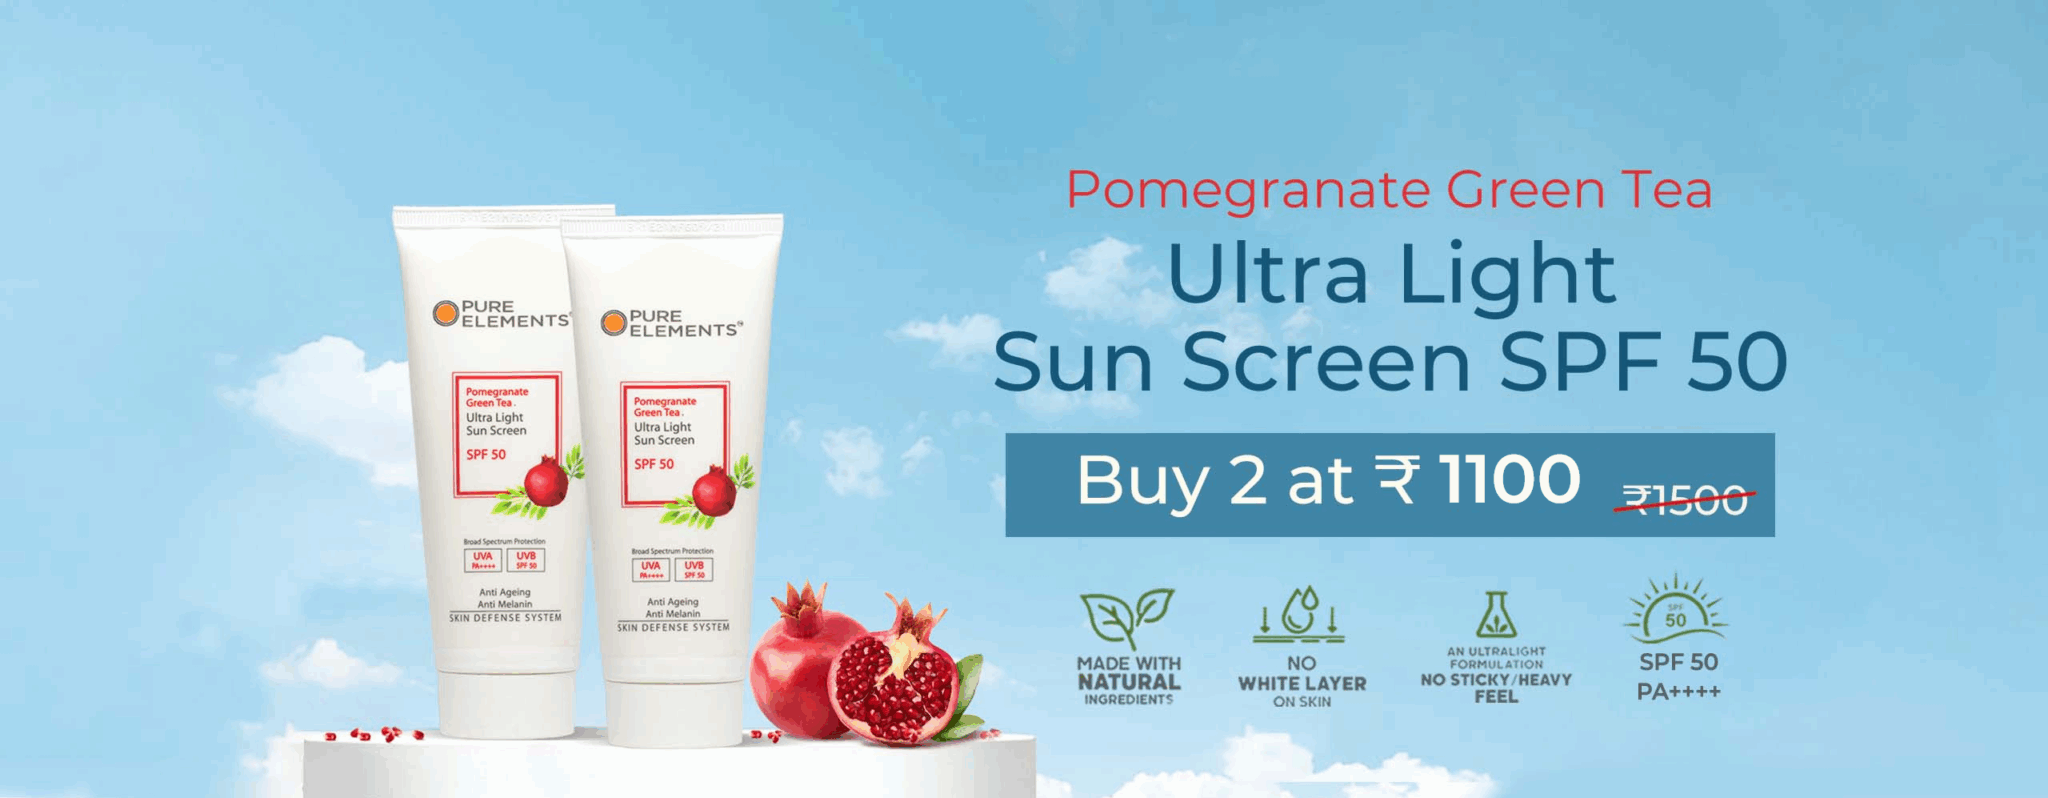 PURE
ELEMENTS
Pomegranate
Green Tea.
Ultra Light
Sun Screen
SPF 50
Broad Spectrum Protection
UVA
PA++++
UVB
SPF 50
Anti Ageing
Anti Melanin
SKIN DEFENSE SYSTEM
PURE
ELEMENTS™
Pomegranate
Green Tea.
Ultra Light
Sun Screen
SPF 50
Broad Spectrum Protection
UVA
PA++++
UVB
SPF 50
Anti Ageing
Anti Melanin
SKIN DEFENSE SYSTEM
Pomegranate Green Tea
Ultra Light
Sun Screen SPF 50
Buy 2 at ₹ 1100 ₹1500
MADE WITH
NATURAL
INGREDIENTS
NO
WHITE LAYER
ON SKIN
AN ULTRALIGHT
FORMULATION
NO STICKY/HEAVY
FEEL
SPF
50
SPF 50
PA++++